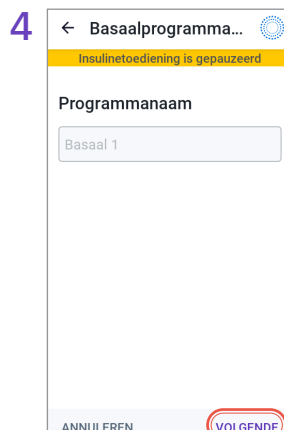 4
Basaalprogramma...
Insulinetoediening is gepauzeerd
Programmanaam
Basaal 1
ANNULEREN
VOLGENDE